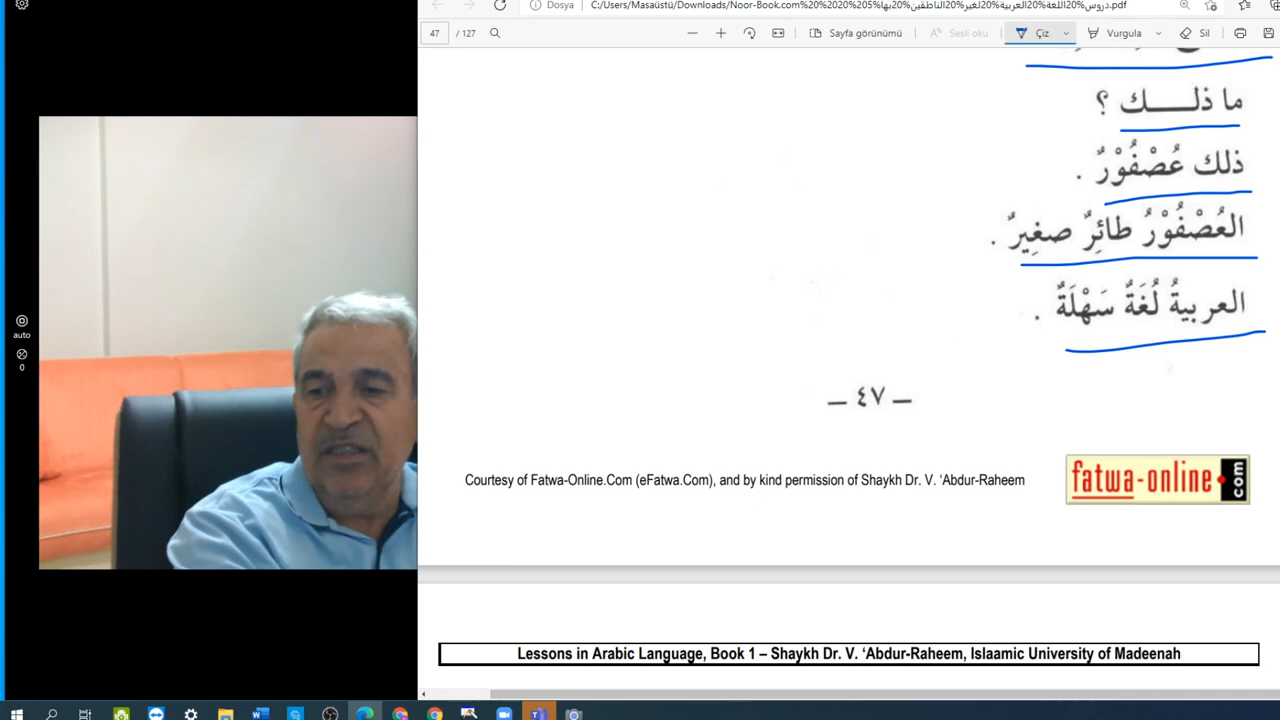 Dosya
C:/Users/Masaüstü/Downloads/Noor-Book.com%20%2020%205دروس%20اللغة%20العربية%20لغير%20الناطقين%20بها.pdf
47 / 127
Sayfa görünümü
Sesli oku
Çiz
Vurgula
Sil
ما ذلـــــك ؟
ذلك عُصْفُوْرٌ .
العُصْفُوْرُ طائِرٌ صغِيرٌ .
العربيةُ لُغَةٌ سَهْلَةٌ .
auto
0
— ٤٧ —
Courtesy of Fatwa-Online.Com (eFatwa.Com), and by kind permission of Shaykh Dr. V. ‘Abdur-Raheem
fatwa-online.com
Lessons in Arabic Language, Book 1 – Shaykh Dr. V. ‘Abdur-Raheem, Islaamic University of Madeenah